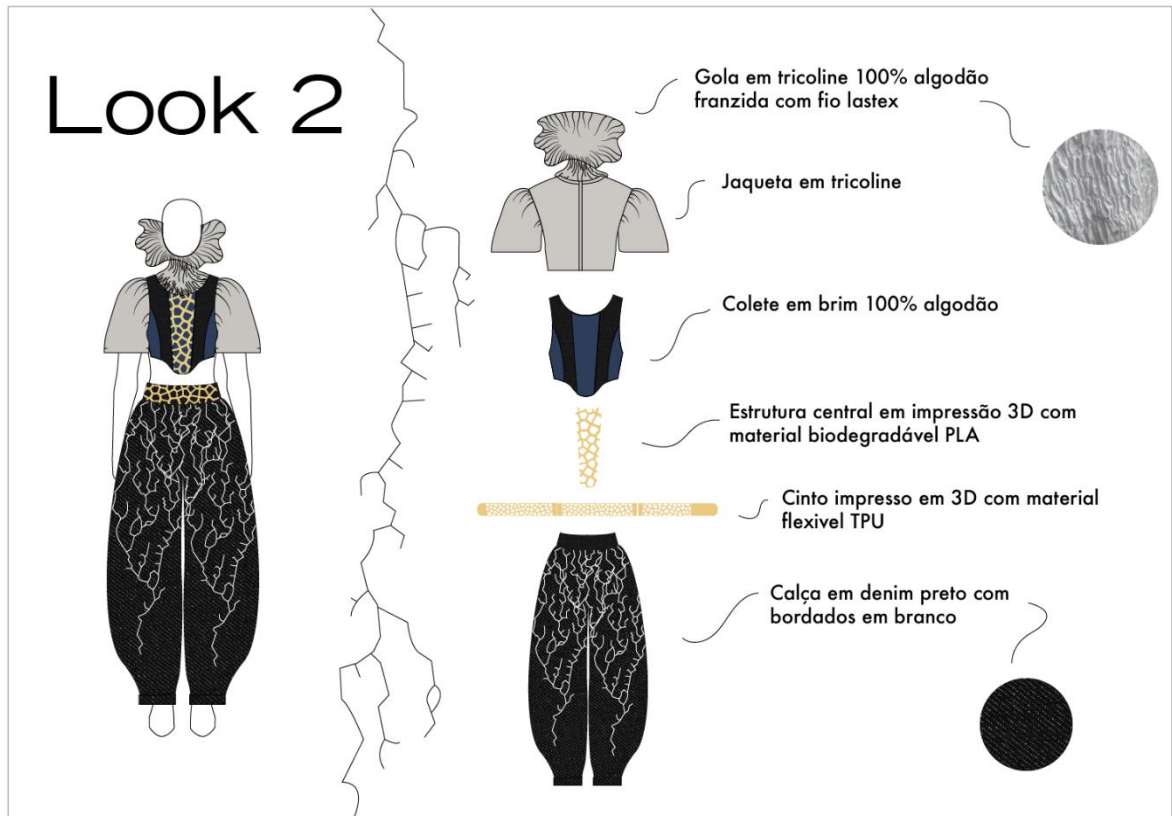 Look 2
Gola em tricoline 100% algodão
franzida com fio lastex
Jaqueta em tricoline
Colete em brim 100% algodão
Estrutura central em impressão 3D com
material biodegradável PLA
Cinto impresso em 3D com material
flexivel TPU
Calça em denim preto com
bordados em branco